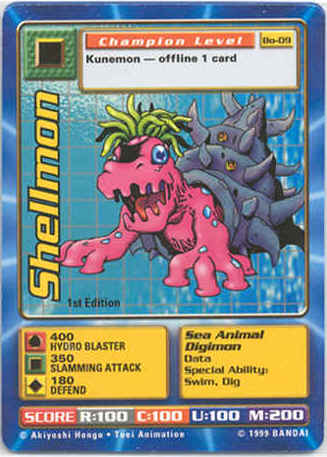 Champion Level
Do-09
Kunemon — offline 1 card
Shellmon
1st Edition
400
HYDRO BLASTER
350
SLAMMING ATTACK
180
DEFEND
Sea Animal
Digimon
Data
Special Ability:
Swim, Dig
SCORE R:100 C:100 U:100 M:200
© Akiyoshi Hongo • Toei Animation
© 1999 BANDAI